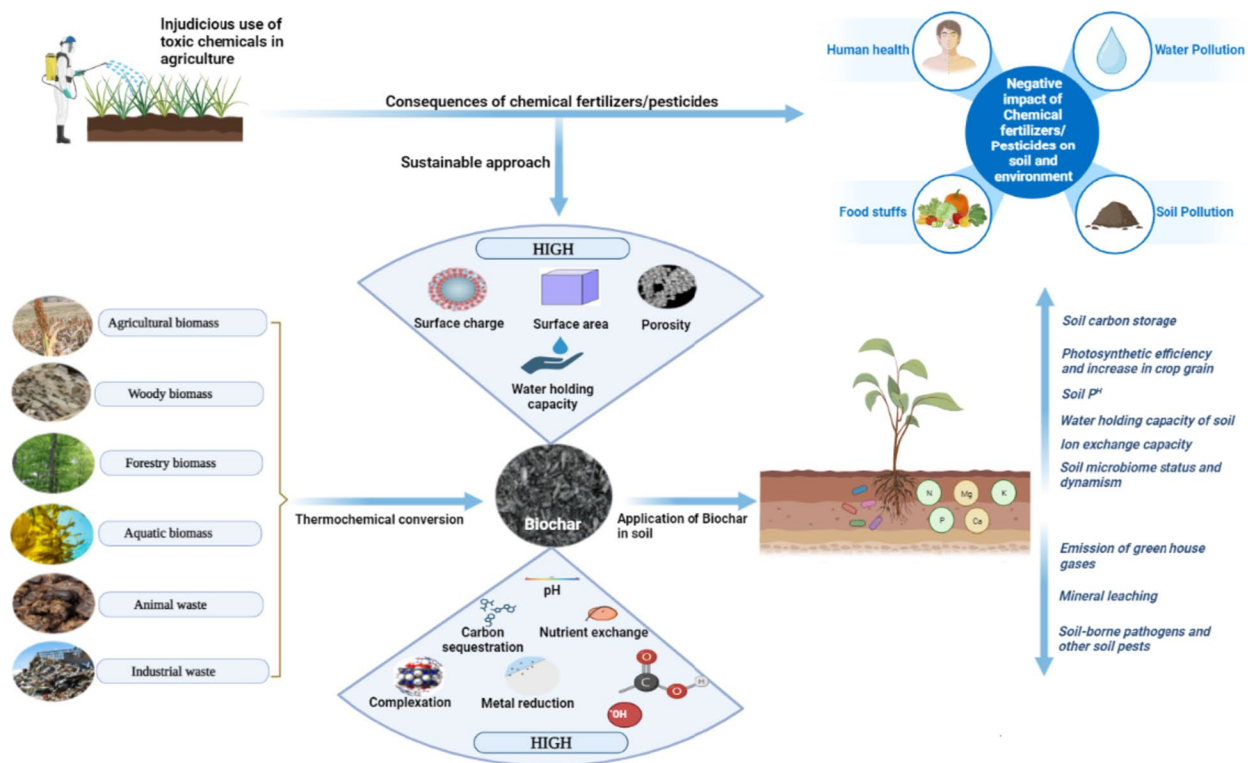 Injudicious use of
toxic chemicals in
agriculture
Consequences of chemical fertilizers/pesticides
Sustainable approach
Human health
Water Pollution
Negative
impact of
Chemical
fertilizers/
Pesticides on
soil and
environment
Food stuffs
Soil Pollution
HIGH
Surface charge
Surface area
Porosity
Water holding
capacity
Agricultural biomass
Woody biomass
Forestry biomass
Aquatic biomass
Animal waste
Industrial waste
Thermochemical conversion
Biochar
Application of Biochar
in soil
N
Mg
K
P
Ca
Soil carbon storage
Photosynthetic efficiency
and increase in crop grain
Soil Pᴴ
Water holding capacity of soil
Ion exchange capacity
Soil microbiome status and
dynamism
Emission of green house
gases
Mineral leaching
Soil-borne pathogens and
other soil pests
pH
Carbon
sequestration
Nutrient exchange
Complexation
Metal reduction
O
C
O
H
•OH
HIGH